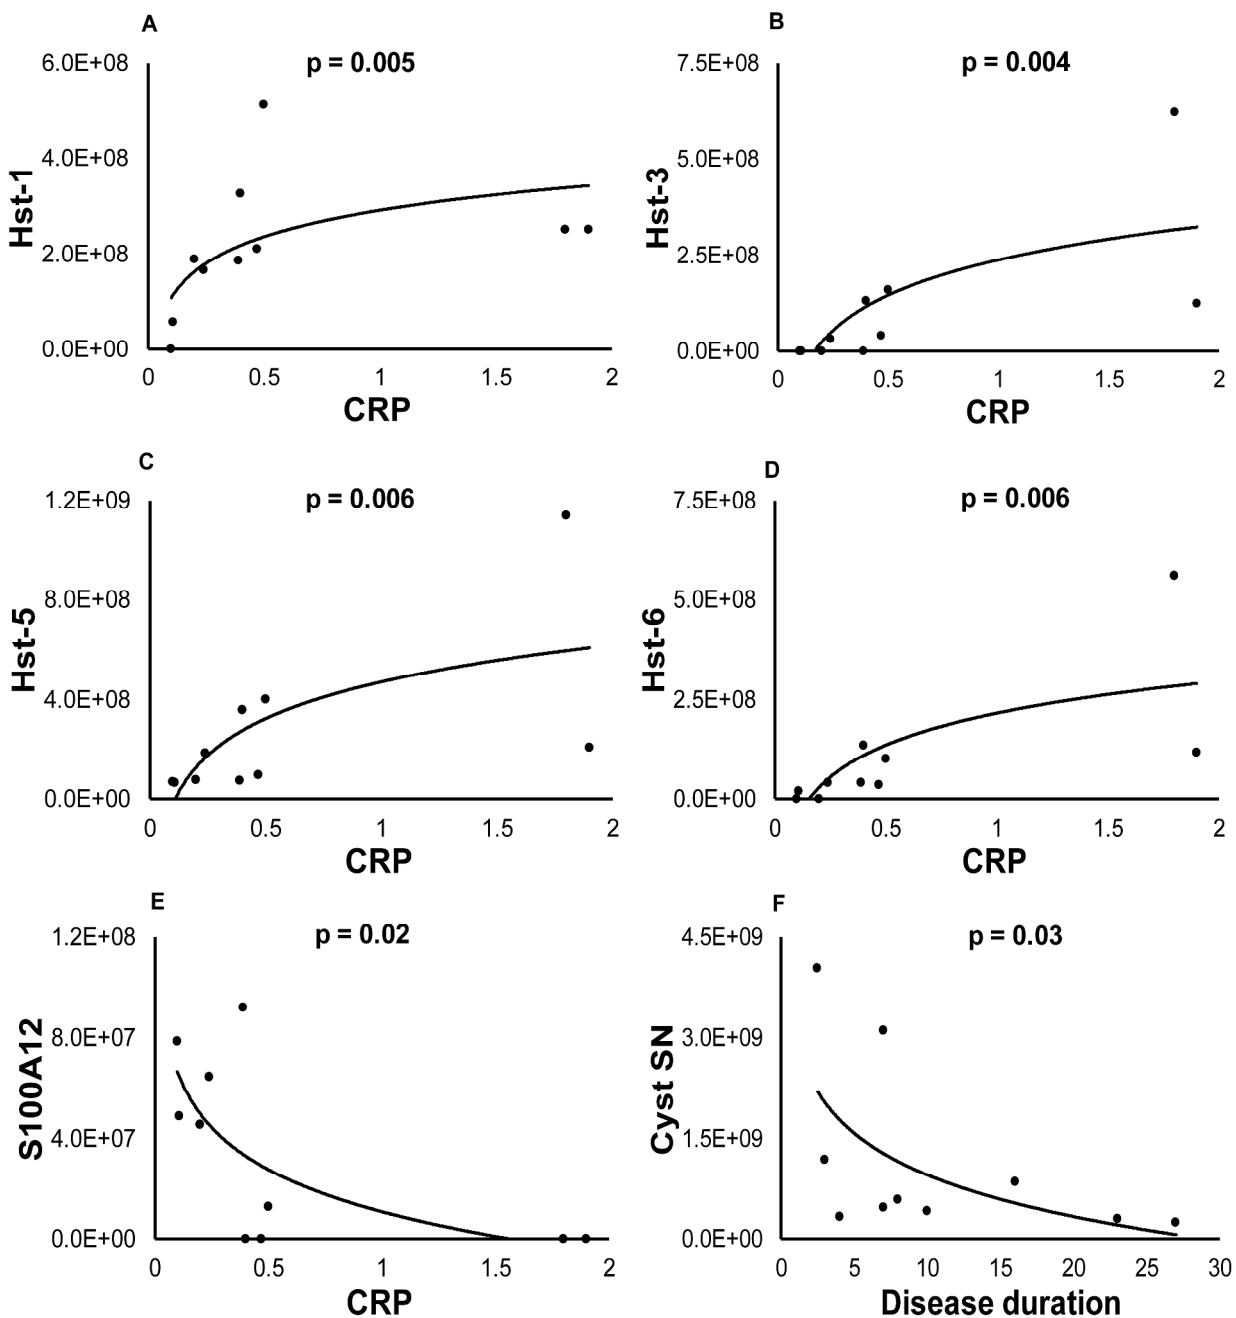 A
p = 0.005
6.0E+08
4.0E+08
2.0E+08
0.0E+00
Hst-1
0 0.5 1 1.5 2
CRP
B
p = 0.004
7.5E+08
5.0E+08
2.5E+08
0.0E+00
Hst-3
0 0.5 1 1.5 2
CRP
C
p = 0.006
1.2E+09
8.0E+08
4.0E+08
0.0E+00
Hst-5
0 0.5 1 1.5 2
CRP
D
p = 0.006
7.5E+08
5.0E+08
2.5E+08
0.0E+00
Hst-6
0 0.5 1 1.5 2
CRP
E
p = 0.02
1.2E+08
8.0E+07
4.0E+07
0.0E+00
S100A12
0 0.5 1 1.5 2
CRP
F
p = 0.03
4.5E+09
3.0E+09
1.5E+09
0.0E+00
Cyst SN
0 5 10 15 20 25 30
Disease duration